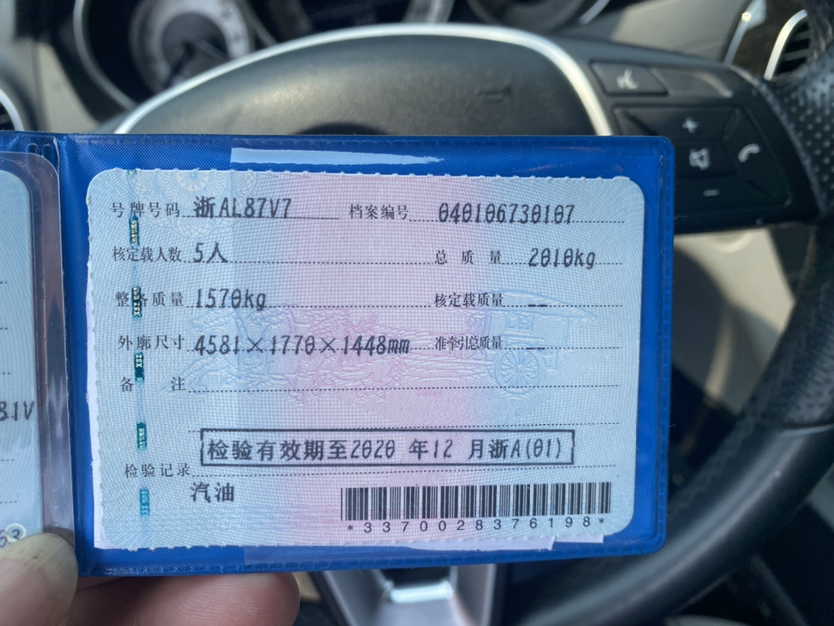 号牌号码 浙AL87V7 档案编号 040106730107
核定载人数 5人 总质量 2010kg
整备质量 1570kg 核定载质量 --
外廓尺寸 4581×1770×1448mm 准牵引总质量 --
备注
检验有效期至2020 年12 月浙A(01)
检验记录
汽油
*3370028376198*